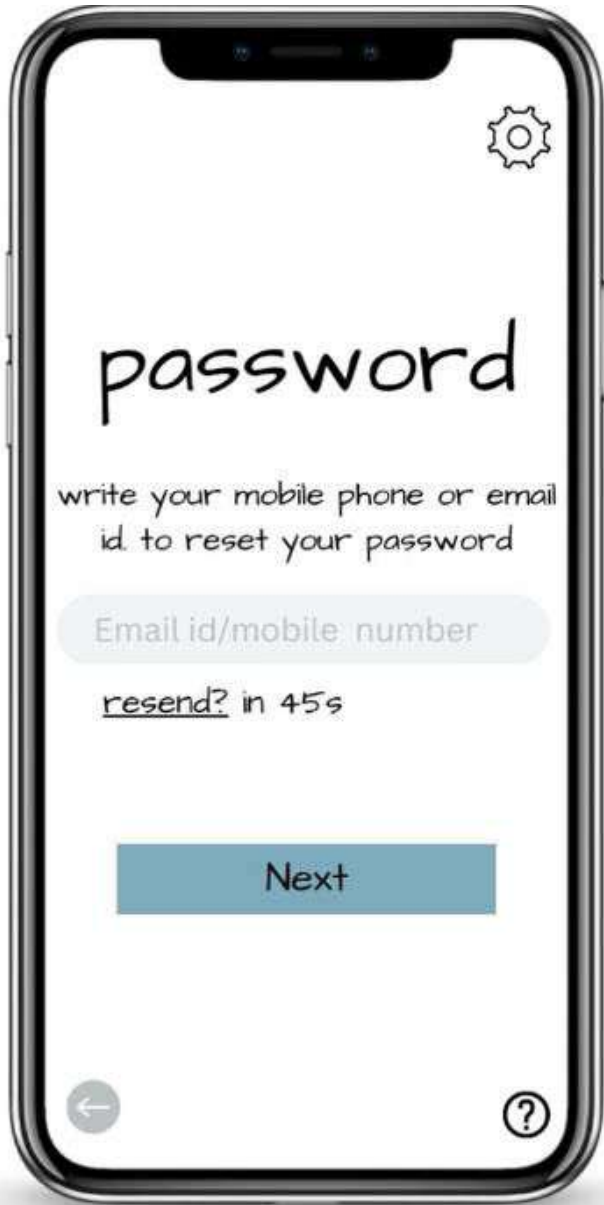 password
write your mobile phone or email
id. to reset your password
Email id/mobile number
resend? in 45s
Next
?